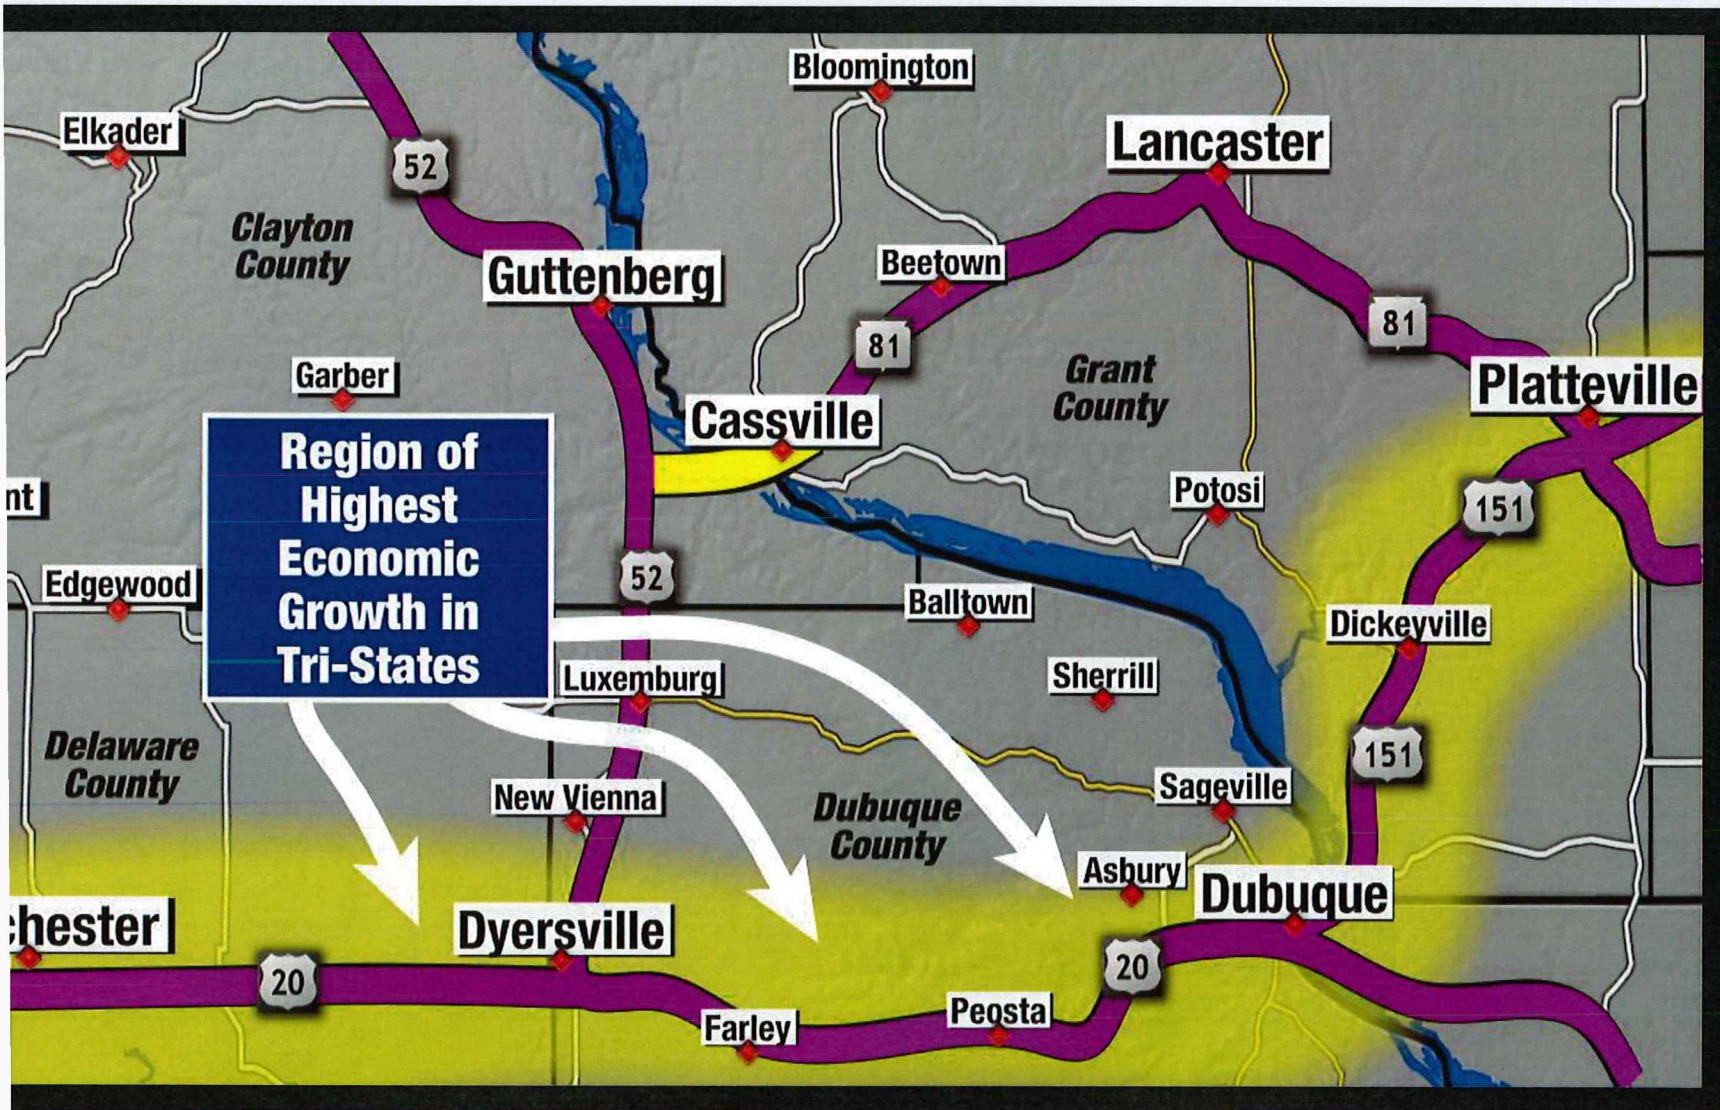 Bloomington
Elkader
Lancaster
52
Clayton
County
Guttenberg
Beetown
81
81
Garber
Grant
County
Platteville
Cassville
Region of
Highest
Economic
Growth in
Tri-States
nt
Potosi
151
Edgewood
52
Balltown
Dickeyville
Luxemburg
Sherrill
Delaware
County
151
New Vienna
Sageville
Dubuque
County
Asbury
Dubuque
chester
Dyersville
20
20
Farley
Peosta